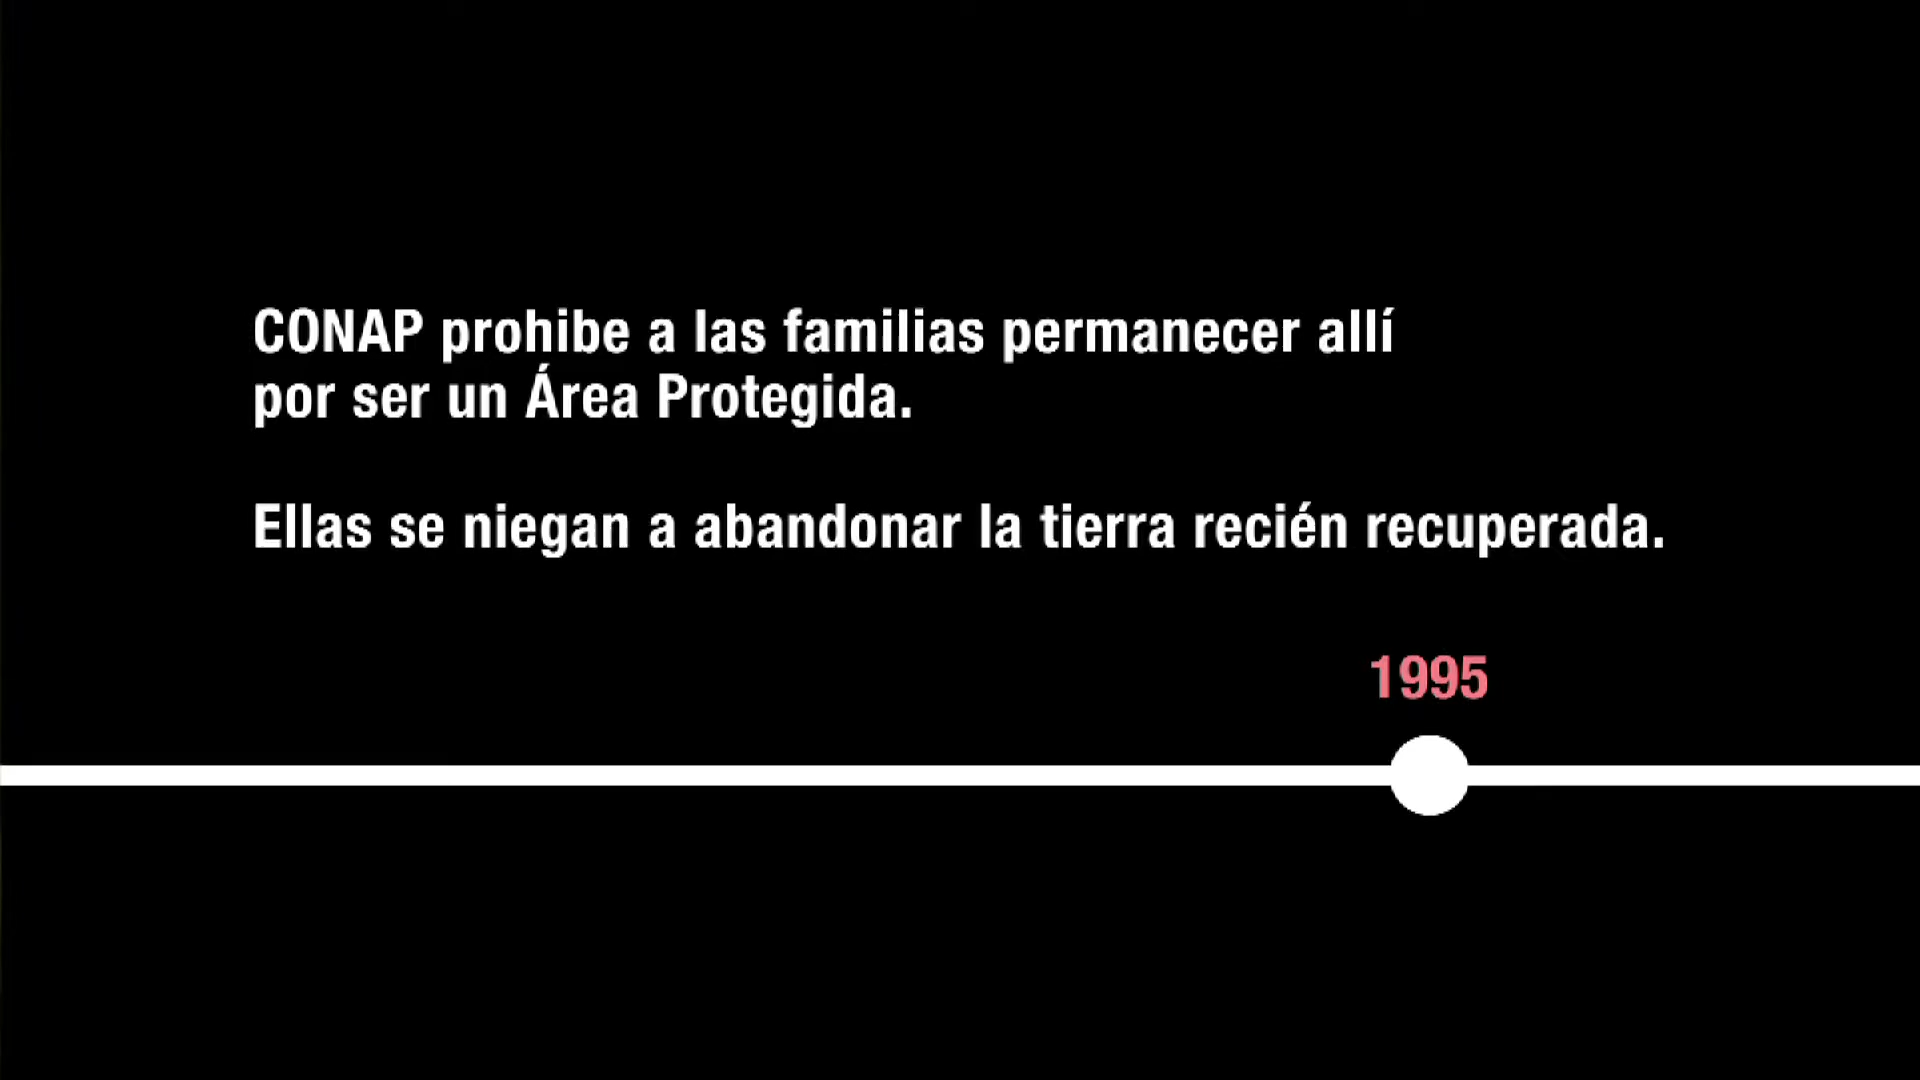 CONAP prohibe a las familias permanecer allí
por ser un Área Protegida.
Ellas se niegan a abandonar la tierra recién recuperada.
1995